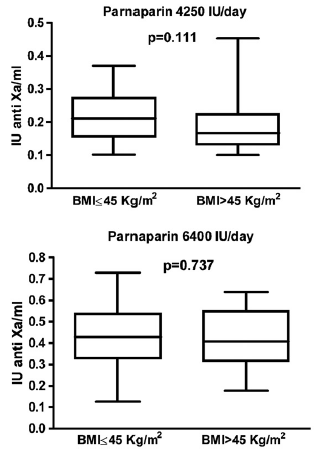 Parnaparin 4250 IU/day
p=0.111
IU anti Xa/ml
0.5
0.4
0.3
0.2
0.1
0.0
BMI≤45 Kg/m² BMI>45 Kg/m²
Parnaparin 6400 IU/day
p=0.737
IU anti Xa/ml
0.8
0.7
0.6
0.5
0.4
0.3
0.2
0.1
0.0
BMI≤45 Kg/m² BMI>45 Kg/m²